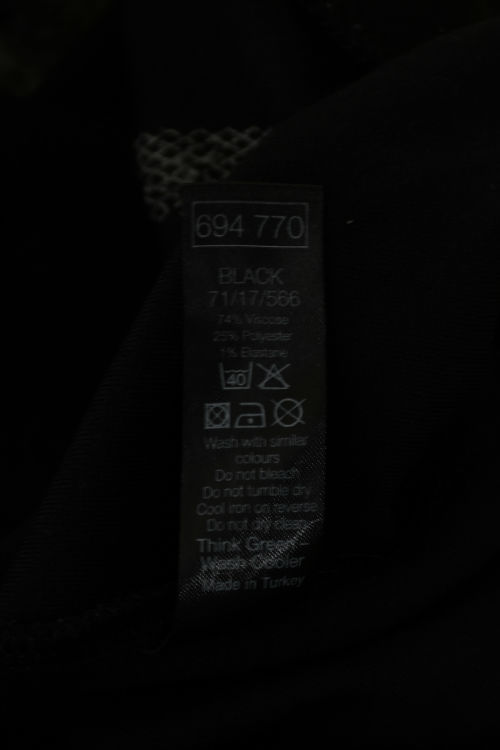 694 770
BLACK
71/17/566
74% Viscose
25% Polyester
1% Elastane
40
Wash with similar
colours
Do not bleach
Do not tumble dry
Cool iron on reverse
Do not dry clean
Think Green –
Wash Cooler
Made in Turkey